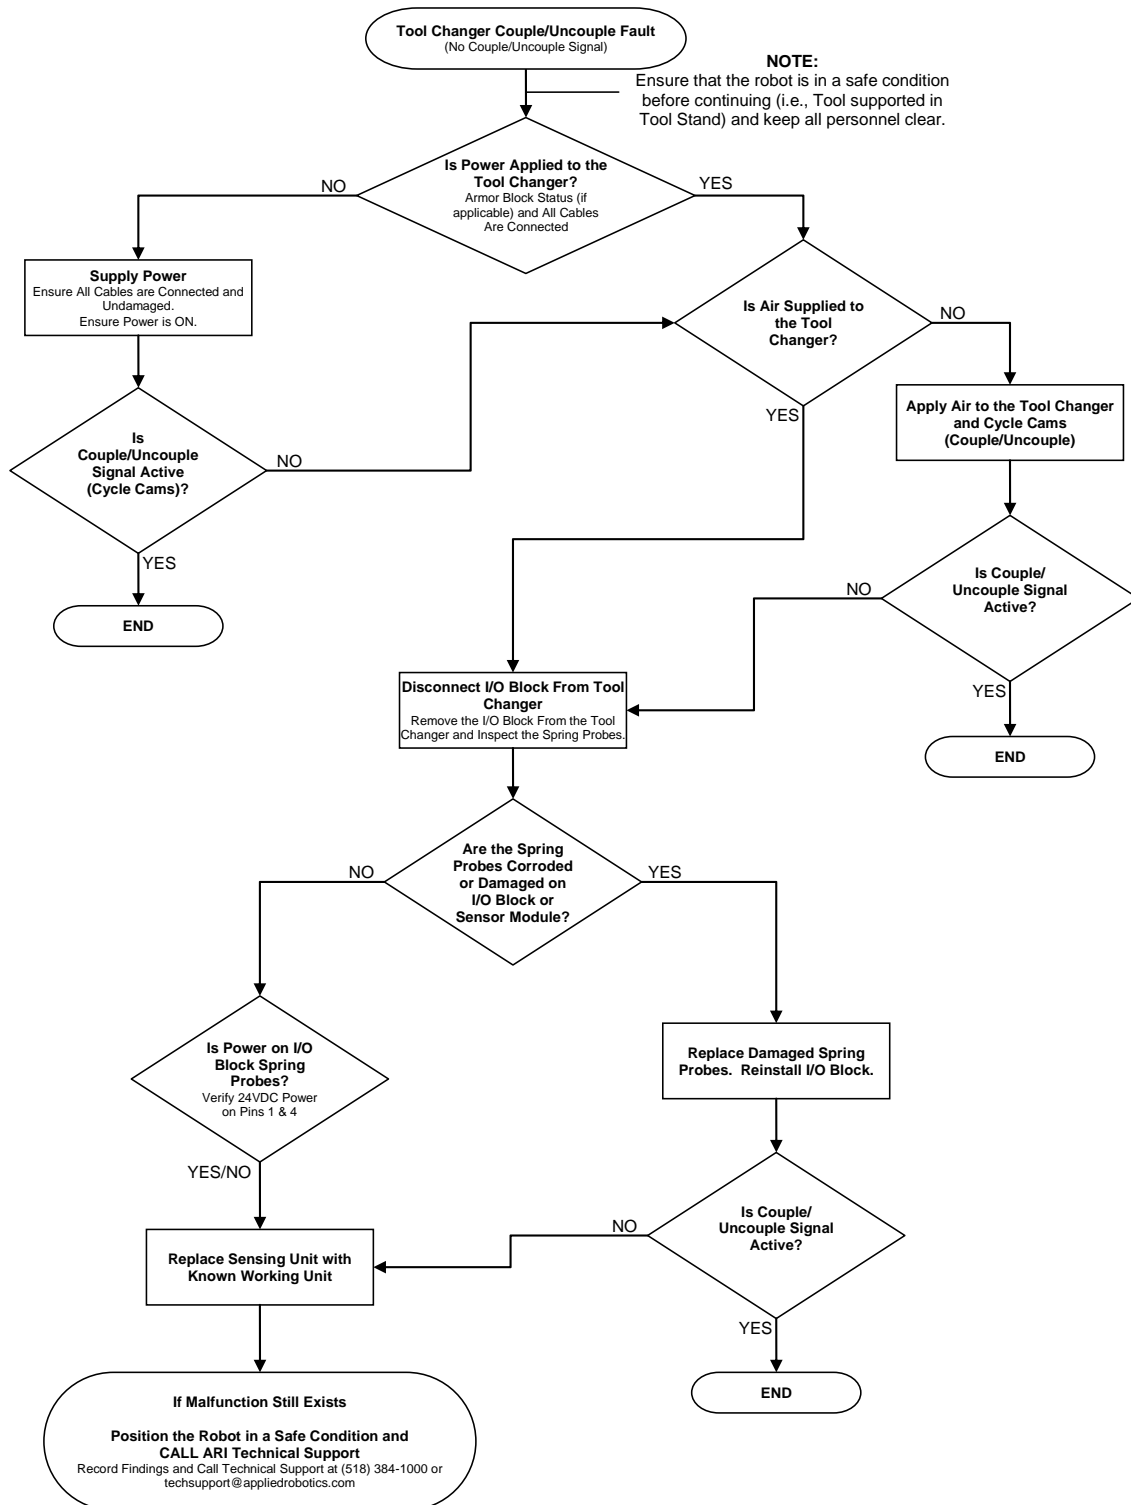 Tool Changer Couple/Uncouple Fault
(No Couple/Uncouple Signal)
NOTE:
Ensure that the robot is in a safe condition
before continuing (i.e., Tool supported in
Tool Stand) and keep all personnel clear.
Is Power Applied to the
Tool Changer?
Armor Block Status (if
applicable) and All Cables
Are Connected
NO
YES
Supply Power
Ensure All Cables are Connected and
Undamaged.
Ensure Power is ON.
Is Air Supplied to
the Tool
Changer?
NO
YES
Apply Air to the Tool Changer
and Cycle Cams
(Couple/Uncouple)
Is
Couple/Uncouple
Signal Active
(Cycle Cams)?
NO
YES
END
Is Couple/
Uncouple Signal
Active?
NO
YES
END
Disconnect I/O Block From Tool
Changer
Remove the I/O Block From the Tool
Changer and Inspect the Spring Probes.
Are the Spring
Probes Corroded
or Damaged on
I/O Block or
Sensor Module?
NO
YES
Is Power on I/O
Block Spring
Probes?
Verify 24VDC Power
on Pins 1 & 4
YES/NO
Replace Damaged Spring
Probes. Reinstall I/O Block.
Is Couple/
Uncouple Signal
Active?
NO
YES
END
Replace Sensing Unit with
Known Working Unit
If Malfunction Still Exists
Position the Robot in a Safe Condition and
CALL ARI Technical Support
Record Findings and Call Technical Support at (518) 384-1000 or
techsupport@appliedrobotics.com